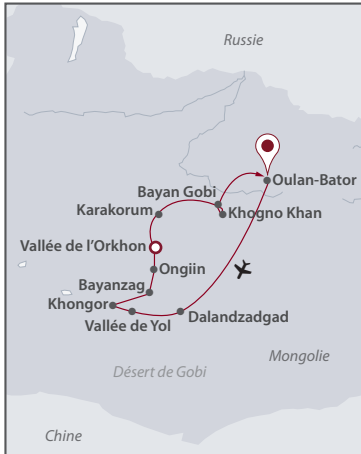 Russie
Oulan-Bator
Bayan Gobi
Karakorum
Khogno Khan
Vallée de l'Orkhon
Ongiin
Bayanzag
Khongor
Vallée de Yol
Dalandzadgad
Mongolie
Désert de Gobi
Chine